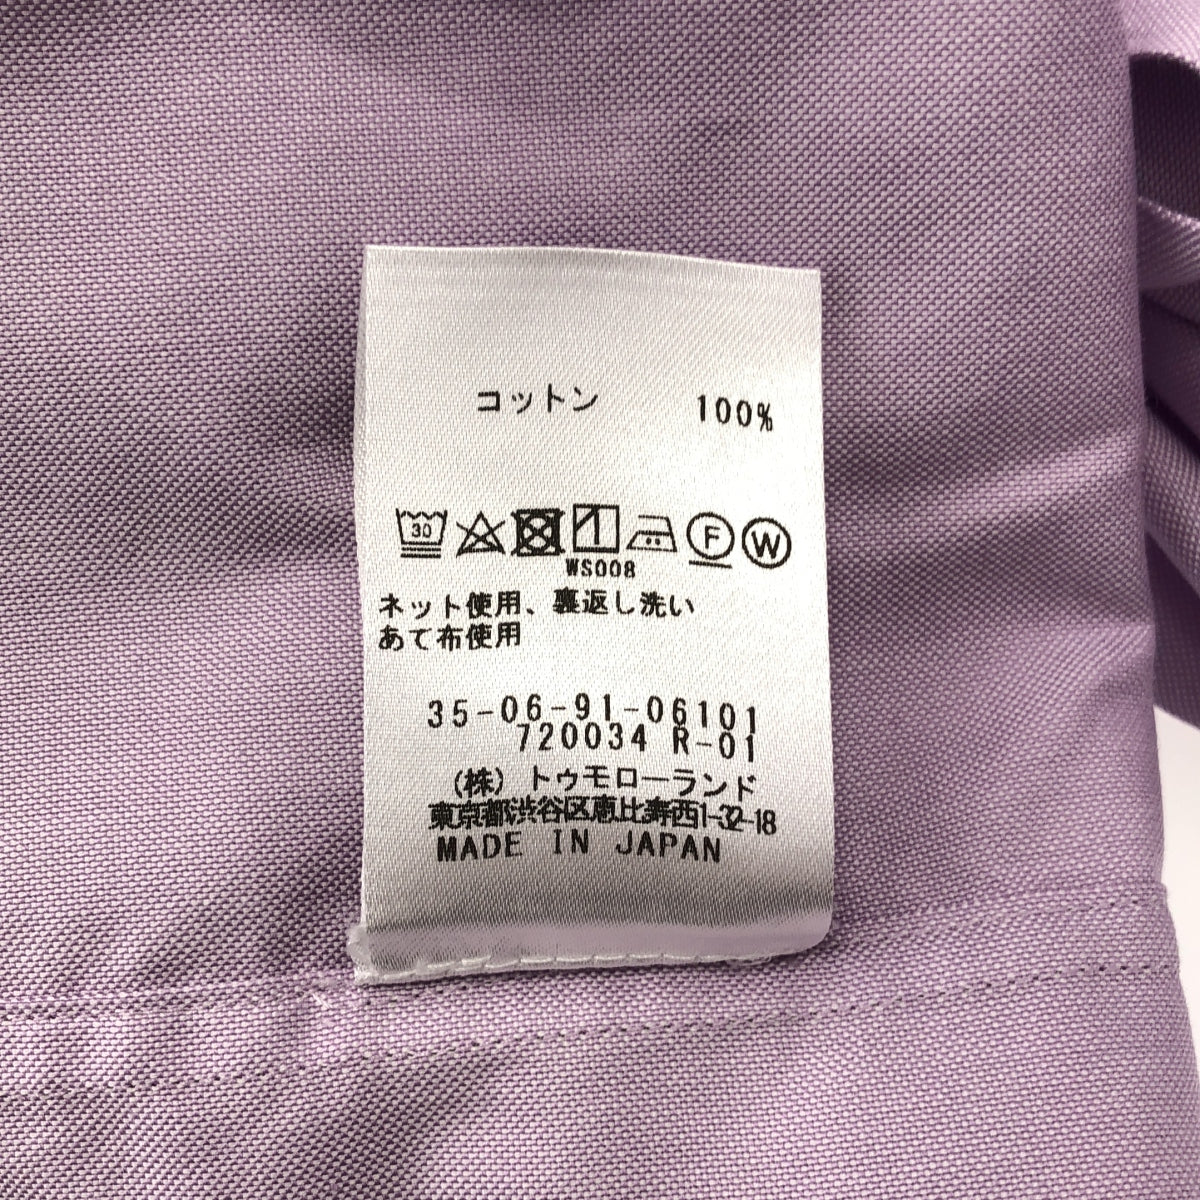 コットン 100%
30 F W
WS008
ネット使用、裏返し洗い
あて布使用
35-06-91-06101
720034 R-01
(株) トゥモローランド
東京都渋谷区恵比寿西1-32-18
MADE IN JAPAN